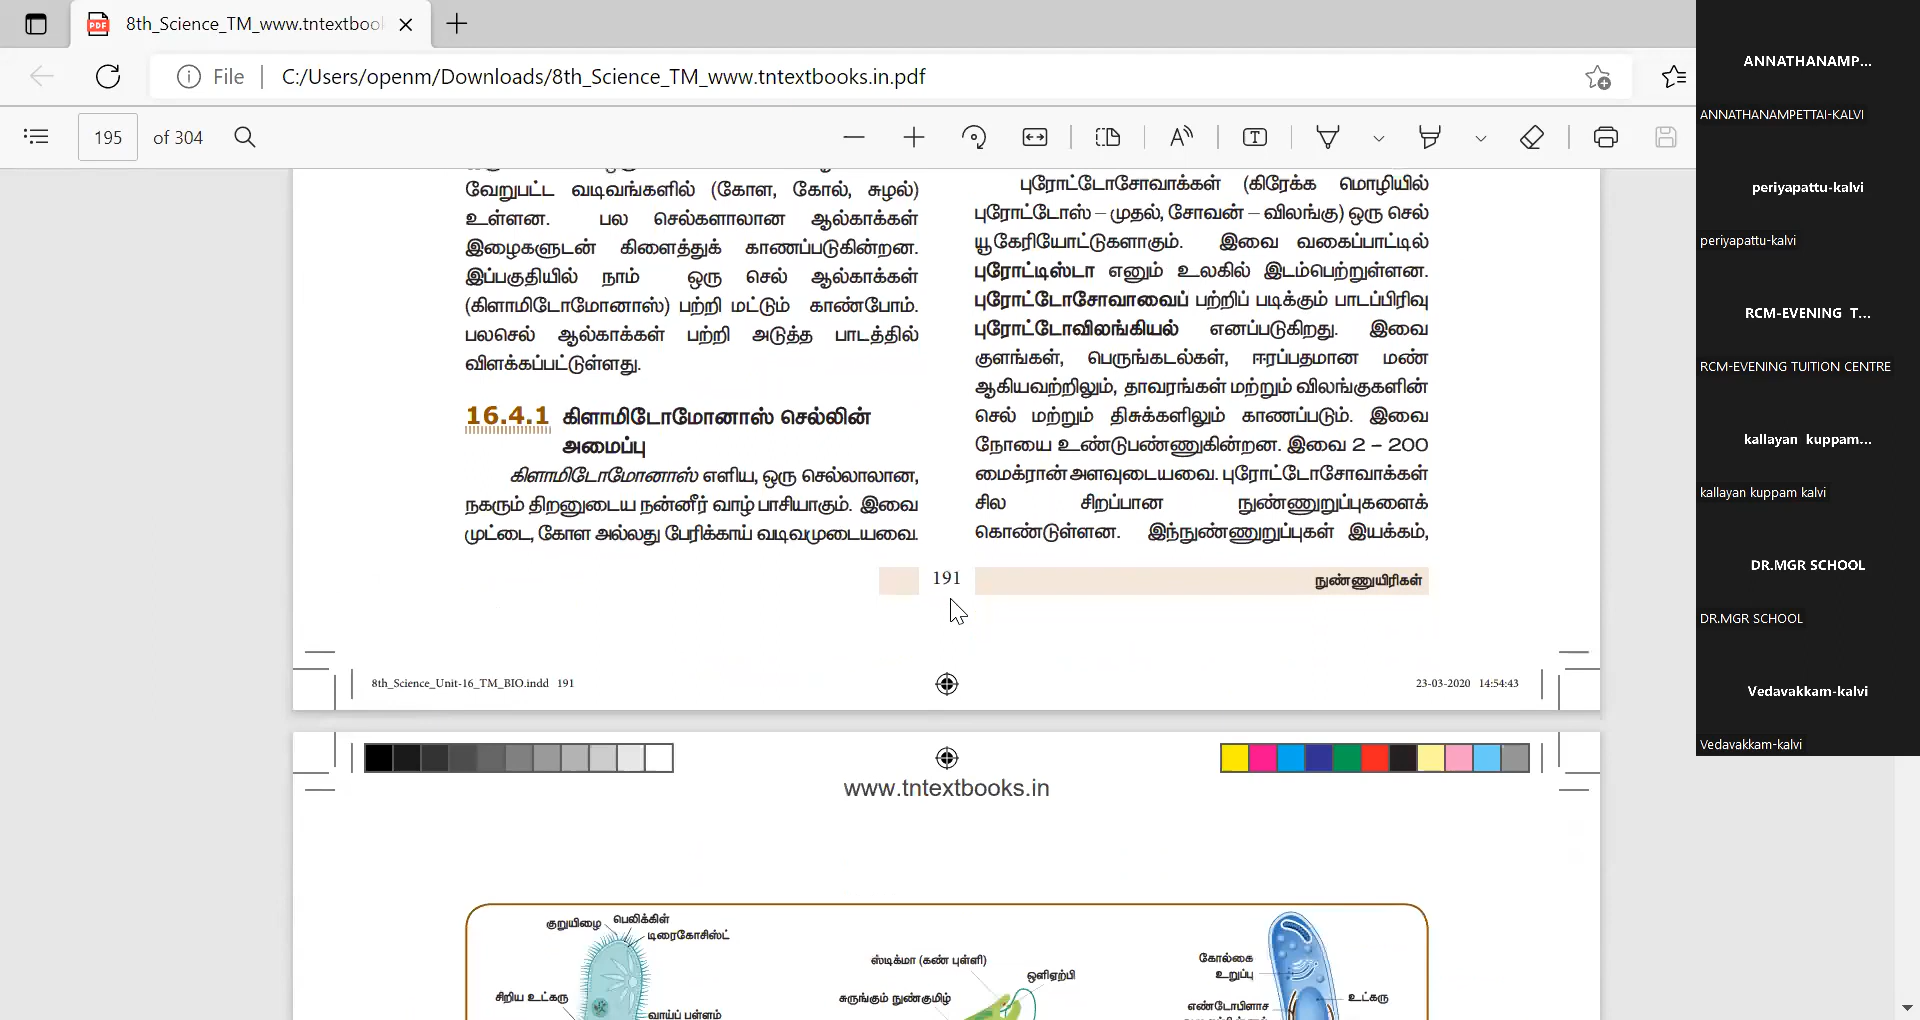 8th_Science_TM_www.tntextboo
File
C:/Users/openm/Downloads/8th_Science_TM_www.tntextbooks.in.pdf
195 of 304
வேறுபட்ட வடிவங்களில் (கோள, கோல், சுழல்)
உள்ளன. பல செல்களாலான ஆல்காக்கள்
இழைகளுடன் கிளைத்துக் காணப்படுகின்றன.
இப்பகுதியில் நாம் ஒரு செல் ஆல்காக்கள்
(கிளாமிடோமோனாஸ்) பற்றி மட்டும் காண்போம்.
பலசெல் ஆல்காக்கள் பற்றி அடுத்த பாடத்தில்
விளக்கப்பட்டுள்ளது.
16.4.1 கிளாமிடோமோனாஸ் செல்லின்
அமைப்பு
கிளாமிடோமோனாஸ் எளிய, ஒரு செல்லாலான,
நகரும் திறனுடைய நன்னீர் வாழ் பாசியாகும். இவை
முட்டை, கோள அல்லது பேரிக்காய் வடிவமுடையவை.
புரோட்டோசோவாக்கள் (கிரேக்க மொழியில்
புரோட்டோஸ் – முதல், சோவன் – விலங்கு) ஒரு செல்
யூகேரியோட்டுகளாகும். இவை வகைப்பாட்டில்
புரோட்டிஸ்டா எனும் உலகில் இடம்பெற்றுள்ளன.
புரோட்டோசோவாவைப் பற்றிப் படிக்கும் பாடப்பிரிவு
புரோட்டோவிலங்கியல் எனப்படுகிறது. இவை
குளங்கள், பெருங்கடல்கள், ஈரப்பதமான மண்
ஆகியவற்றிலும், தாவரங்கள் மற்றும் விலங்குகளின்
செல் மற்றும் திசுக்களிலும் காணப்படும். இவை
நோயை உண்டுபண்ணுகின்றன. இவை 2 – 200
மைக்ரான் அளவுடையவை. புரோட்டோசோவாக்கள்
சில சிறப்பான நுண்ணுறுப்புகளைக்
கொண்டுள்ளன. இந்நுண்ணுறுப்புகள் இயக்கம்,
191
நுண்ணுயிரிகள்
8th_Science_Unit-16_TM_BIO.indd 191
23-03-2020 14:54:43
www.tntextbooks.in
குறுயிழை
பெலிக்கிள்
டிரைகோசிஸ்ட்
சிறிய உட்கரு
வாய்ப் பள்ளம்
ஸ்டிக்மா (கண் புள்ளி)
ஒளிஏற்பி
சுருங்கும் நுண்குமிழ்
கோல்கை
உறுப்பு
எண்டோபிளாச
உட்கரு
ANNATHANAMP...
ANNATHANAMPETTAI-KALVI
periyapattu-kalvi
periyapattu-kalvi
RCM-EVENING T...
RCM-EVENING TUITION CENTRE
kallayan kuppam...
kallayan kuppam kalvi
DR.MGR SCHOOL
DR.MGR SCHOOL
Vedavakkam-kalvi
Vedavakkam-kalvi